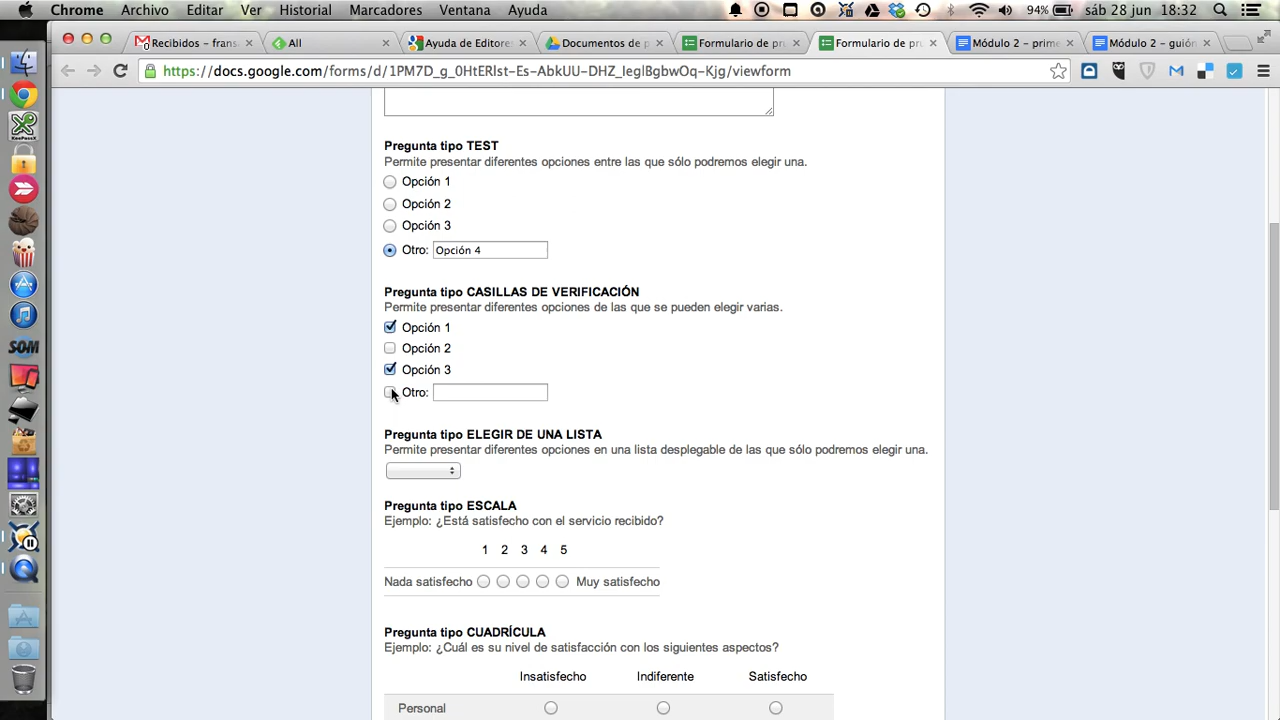 Chrome Archivo Editar Ver Historial Marcadores Ventana Ayuda 94% sáb 28 jun 18:32
Recibidos – frans All Ayuda de Editore Documentos de p Formulario de pr Formulario de pr Módulo 2 – prime Módulo 2 – guión
https://docs.google.com/forms/d/1PM7D_g_0HtERIst-Es-AbkUU-DHZ_IeglBgbwOq-Kjg/viewform
Pregunta tipo TEST
Permite presentar diferentes opciones entre las que sólo podremos elegir una.
Opción 1
Opción 2
Opción 3
Otro: Opción 4
Pregunta tipo CASILLAS DE VERIFICACIÓN
Permite presentar diferentes opciones de las que se pueden elegir varias.
Opción 1
Opción 2
Opción 3
Otro:
Pregunta tipo ELEGIR DE UNA LISTA
Permite presentar diferentes opciones en una lista desplegable de las que sólo podremos elegir una.
Pregunta tipo ESCALA
Ejemplo: ¿Está satisfecho con el servicio recibido?
1 2 3 4 5
Nada satisfecho Muy satisfecho
Pregunta tipo CUADRÍCULA
Ejemplo: ¿Cuál es su nivel de satisfacción con los siguientes aspectos?
Insatisfecho Indiferente Satisfecho
Personal